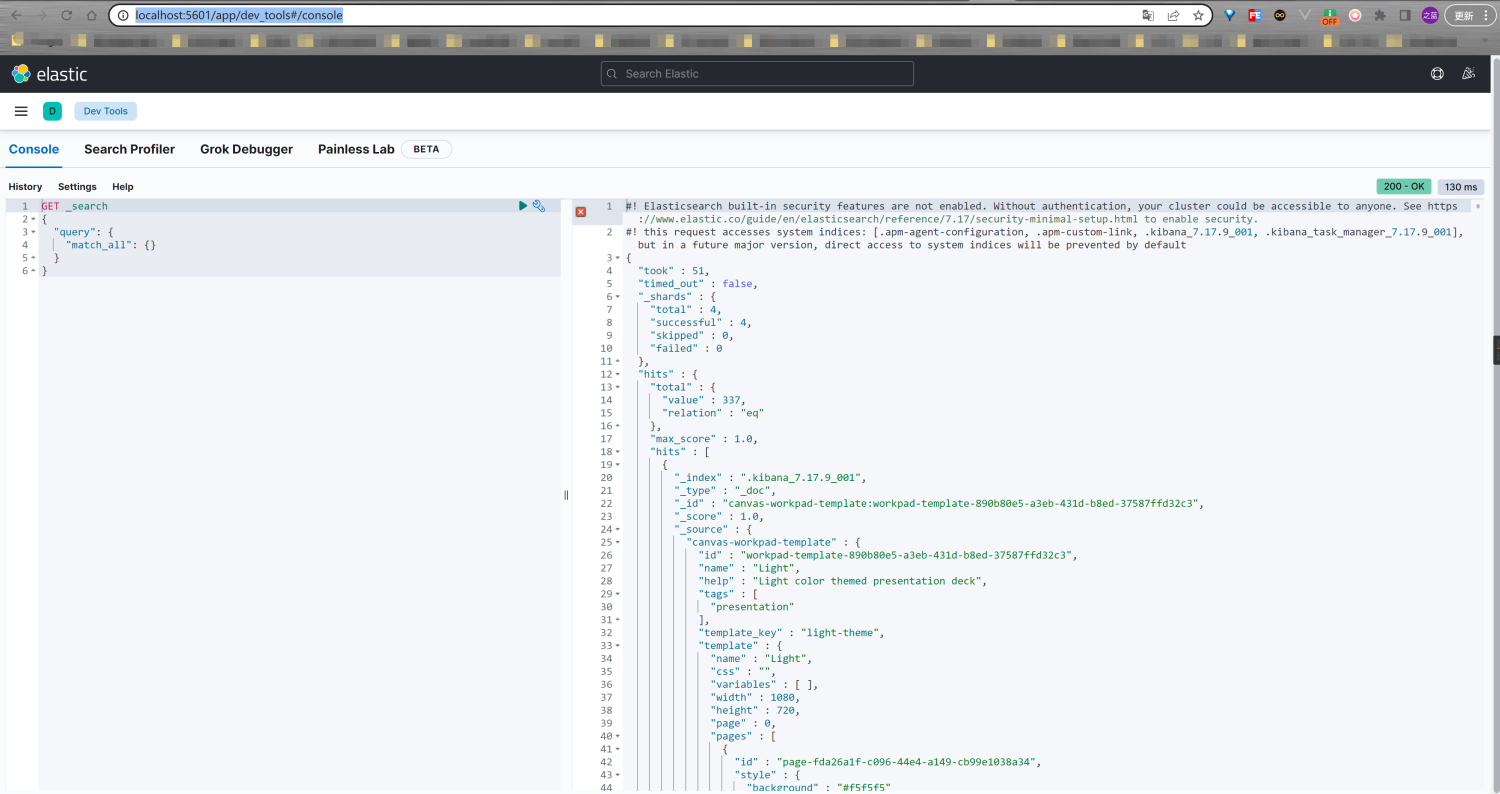 localhost:5601/app/dev_tools#/console
OFF
之蓝
更新
elastic
Search Elastic
D
Dev Tools
Console
Search Profiler
Grok Debugger
Painless Lab
BETA
History
Settings
Help
200 - OK
130 ms
1 GET _search
2 {
3 "query": {
4 "match_all": {}
5 }
6 }
1 #! Elasticsearch built-in security features are not enabled. Without authentication, your cluster could be accessible to anyone. See https
://www.elastic.co/guide/en/elasticsearch/reference/7.17/security-minimal-setup.html to enable security.
2 #! this request accesses system indices: [.apm-agent-configuration, .apm-custom-link, .kibana_7.17.9_001, .kibana_task_manager_7.17.9_001],
but in a future major version, direct access to system indices will be prevented by default
3 {
4 "took" : 51,
5 "timed_out" : false,
6 "_shards" : {
7 "total" : 4,
8 "successful" : 4,
9 "skipped" : 0,
10 "failed" : 0
11 },
12 "hits" : {
13 "total" : {
14 "value" : 337,
15 "relation" : "eq"
16 },
17 "max_score" : 1.0,
18 "hits" : [
19 {
20 "_index" : ".kibana_7.17.9_001",
21 "_type" : "_doc",
22 "_id" : "canvas-workpad-template:workpad-template-890b80e5-a3eb-431d-b8ed-37587ffd32c3",
23 "_score" : 1.0,
24 "_source" : {
25 "canvas-workpad-template" : {
26 "id" : "workpad-template-890b80e5-a3eb-431d-b8ed-37587ffd32c3",
27 "name" : "Light",
28 "help" : "Light color themed presentation deck",
29 "tags" : [
30 "presentation"
31 ],
32 "template_key" : "light-theme",
33 "template" : {
34 "name" : "Light",
35 "css" : "",
36 "variables" : [ ],
37 "width" : 1080,
38 "height" : 720,
39 "page" : 0,
40 "pages" : [
41 {
42 "id" : "page-fda26a1f-c096-44e4-a149-cb99e1038a34",
43 "style" : {
44 "background" : "#f5f5f5"